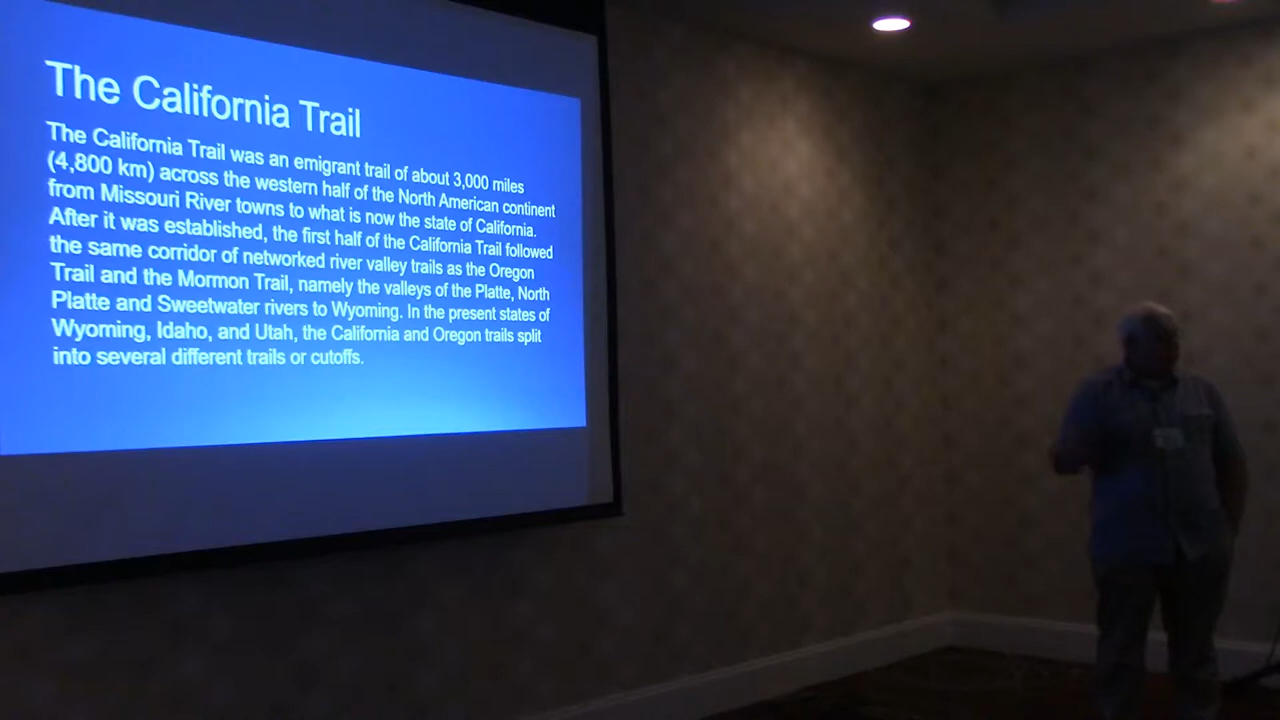 The California Trail
The California Trail was an emigrant trail of about 3,000 miles
(4,800 km) across the western half of the North American continent
from Missouri River towns to what is now the state of California.
After it was established, the first half of the California Trail followed
the same corridor of networked river valley trails as the Oregon
Trail and the Mormon Trail, namely the valleys of the Platte, North
Platte and Sweetwater rivers to Wyoming. In the present states of
Wyoming, Idaho, and Utah, the California and Oregon trails split
into several different trails or cutoffs.